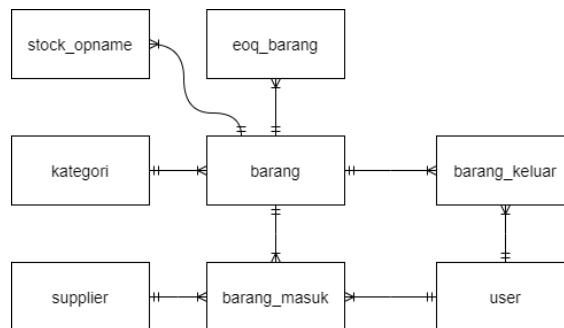 stock_opname
eoq_barang
kategori
barang
barang_keluar
supplier
barang_masuk
user